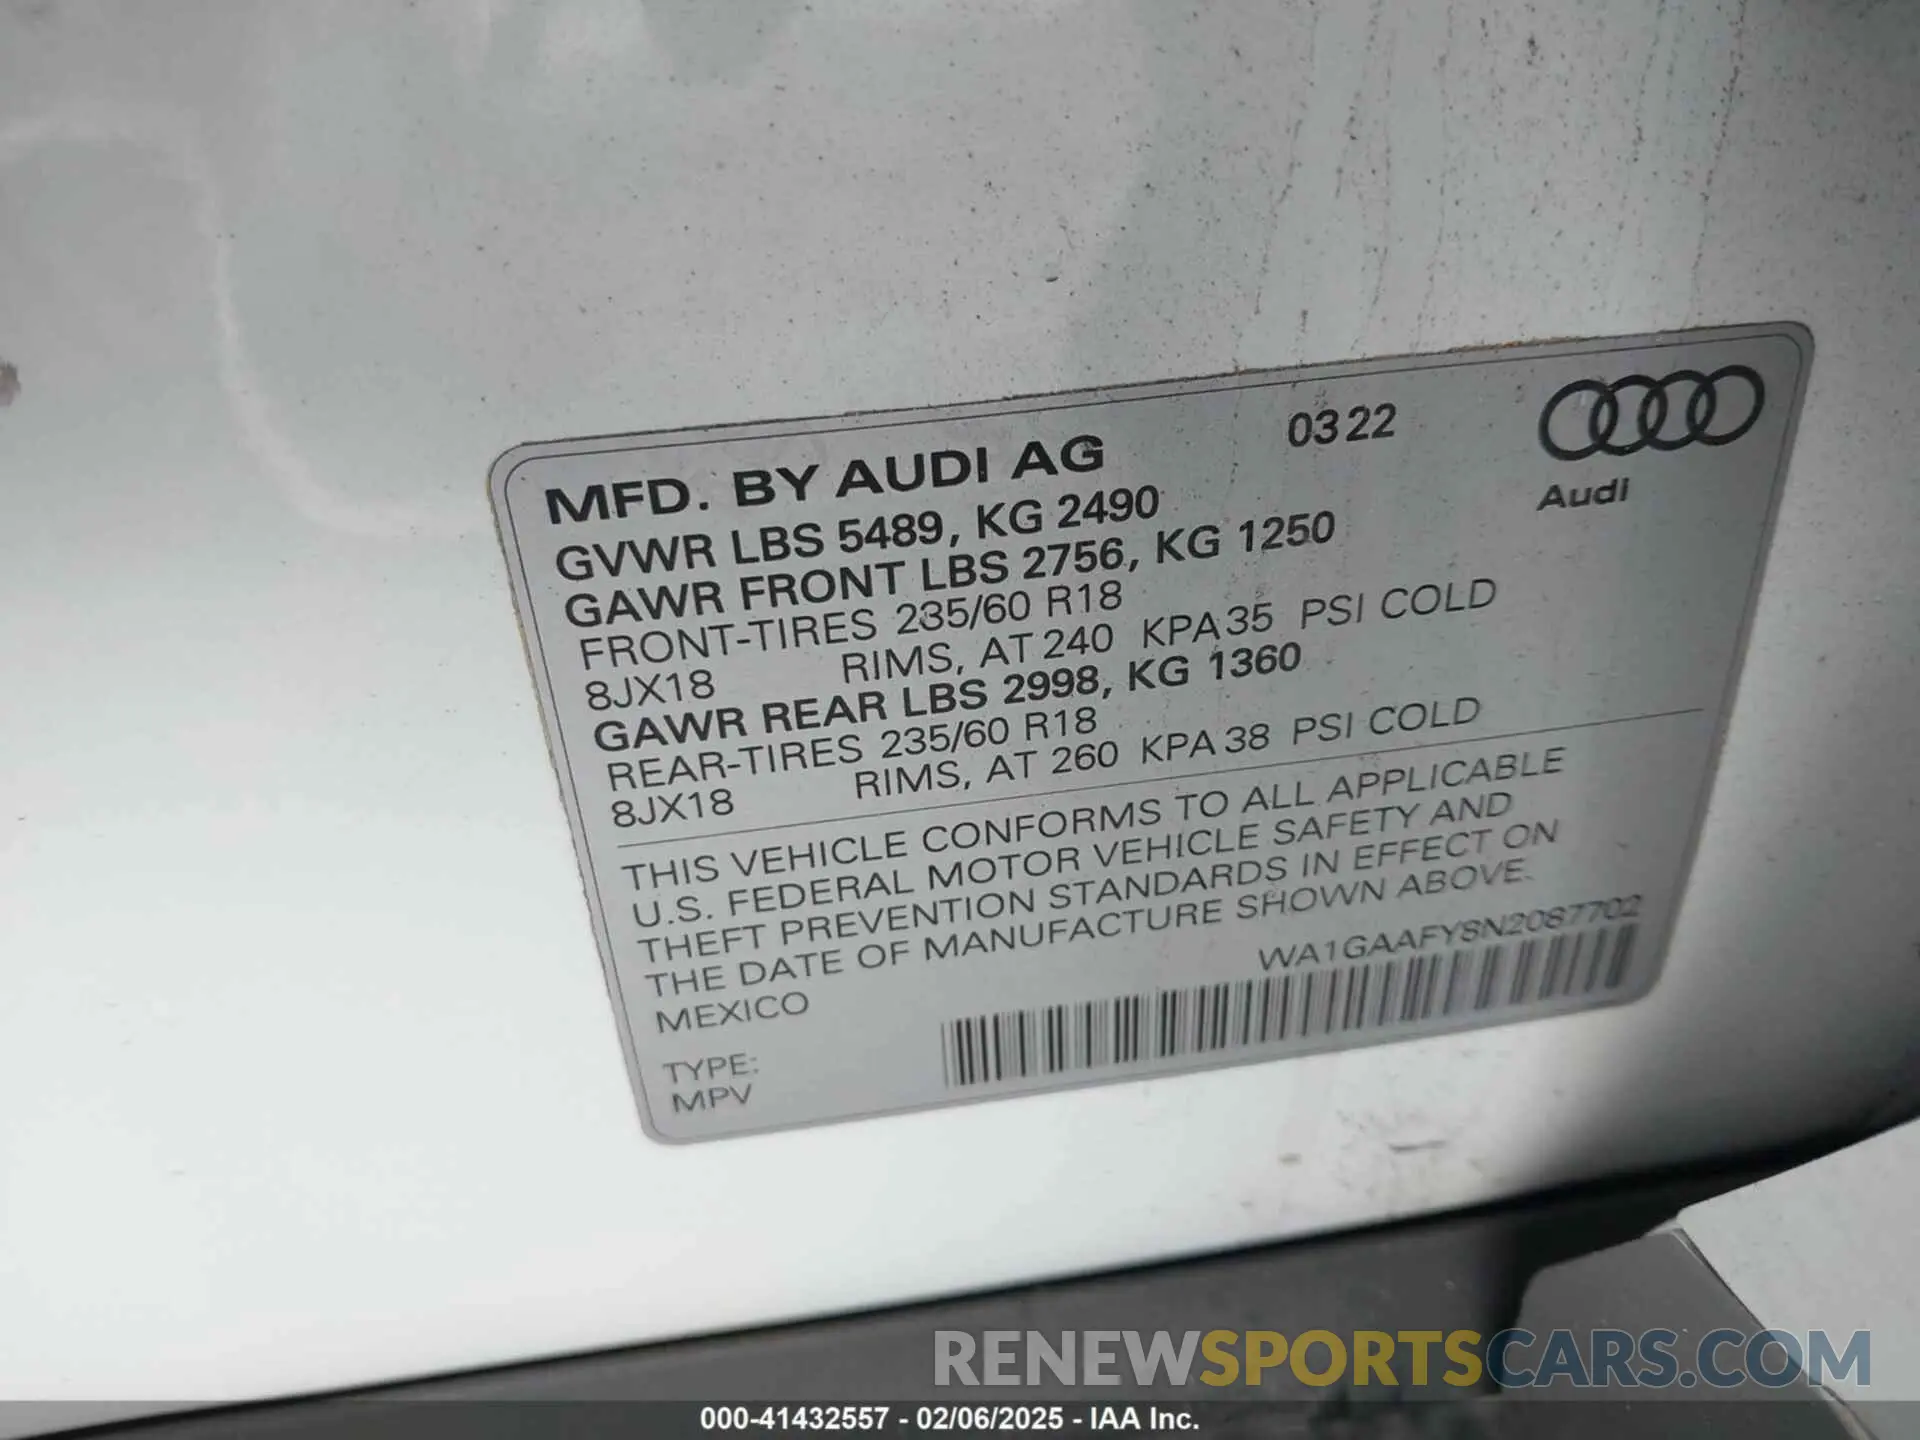 MFD. BY AUDI AG 03 22
Audi
GVWR LBS 5489, KG 2490
GAWR FRONT LBS 2756, KG 1250
FRONT-TIRES 235/60 R18
8JX18 RIMS, AT 240 KPA 35 PSI COLD
GAWR REAR LBS 2998, KG 1360
REAR-TIRES 235/60 R18
8JX18 RIMS, AT 260 KPA 38 PSI COLD
THIS VEHICLE CONFORMS TO ALL APPLICABLE
U.S. FEDERAL MOTOR VEHICLE SAFETY AND
THEFT PREVENTION STANDARDS IN EFFECT ON
THE DATE OF MANUFACTURE SHOWN ABOVE.
MEXICO WA1GAAFY8N2087702
TYPE:
MPV
RENEWSPORTSCARS.COM
000-41432557 - 02/06/2025 - IAA Inc.